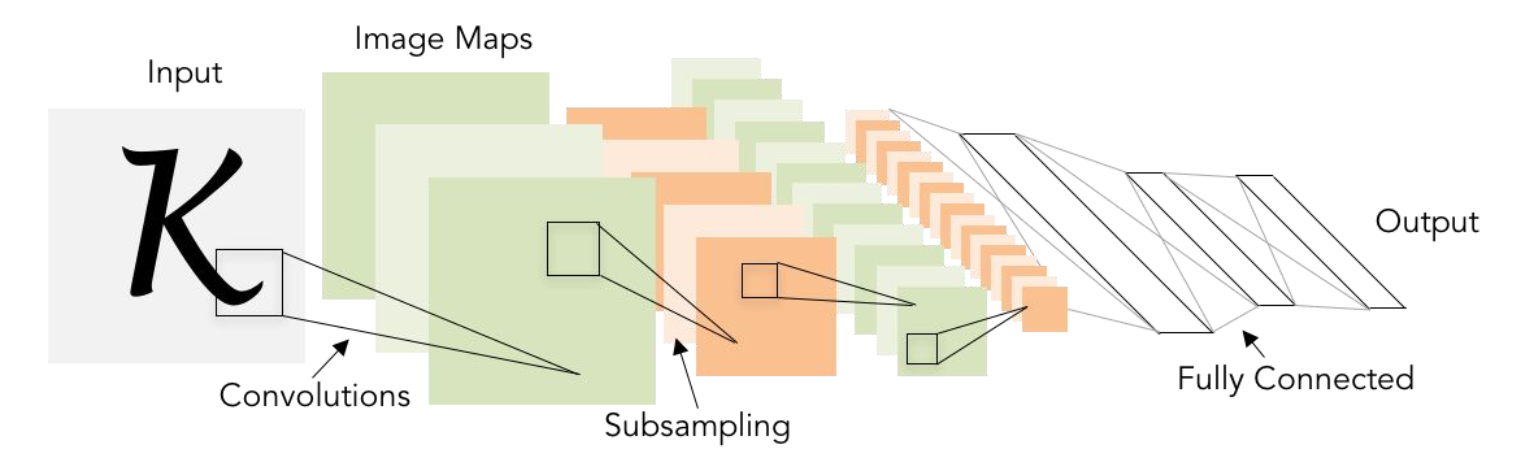 Image Maps
Input
K
Output
Convolutions
Subsampling
Fully Connected